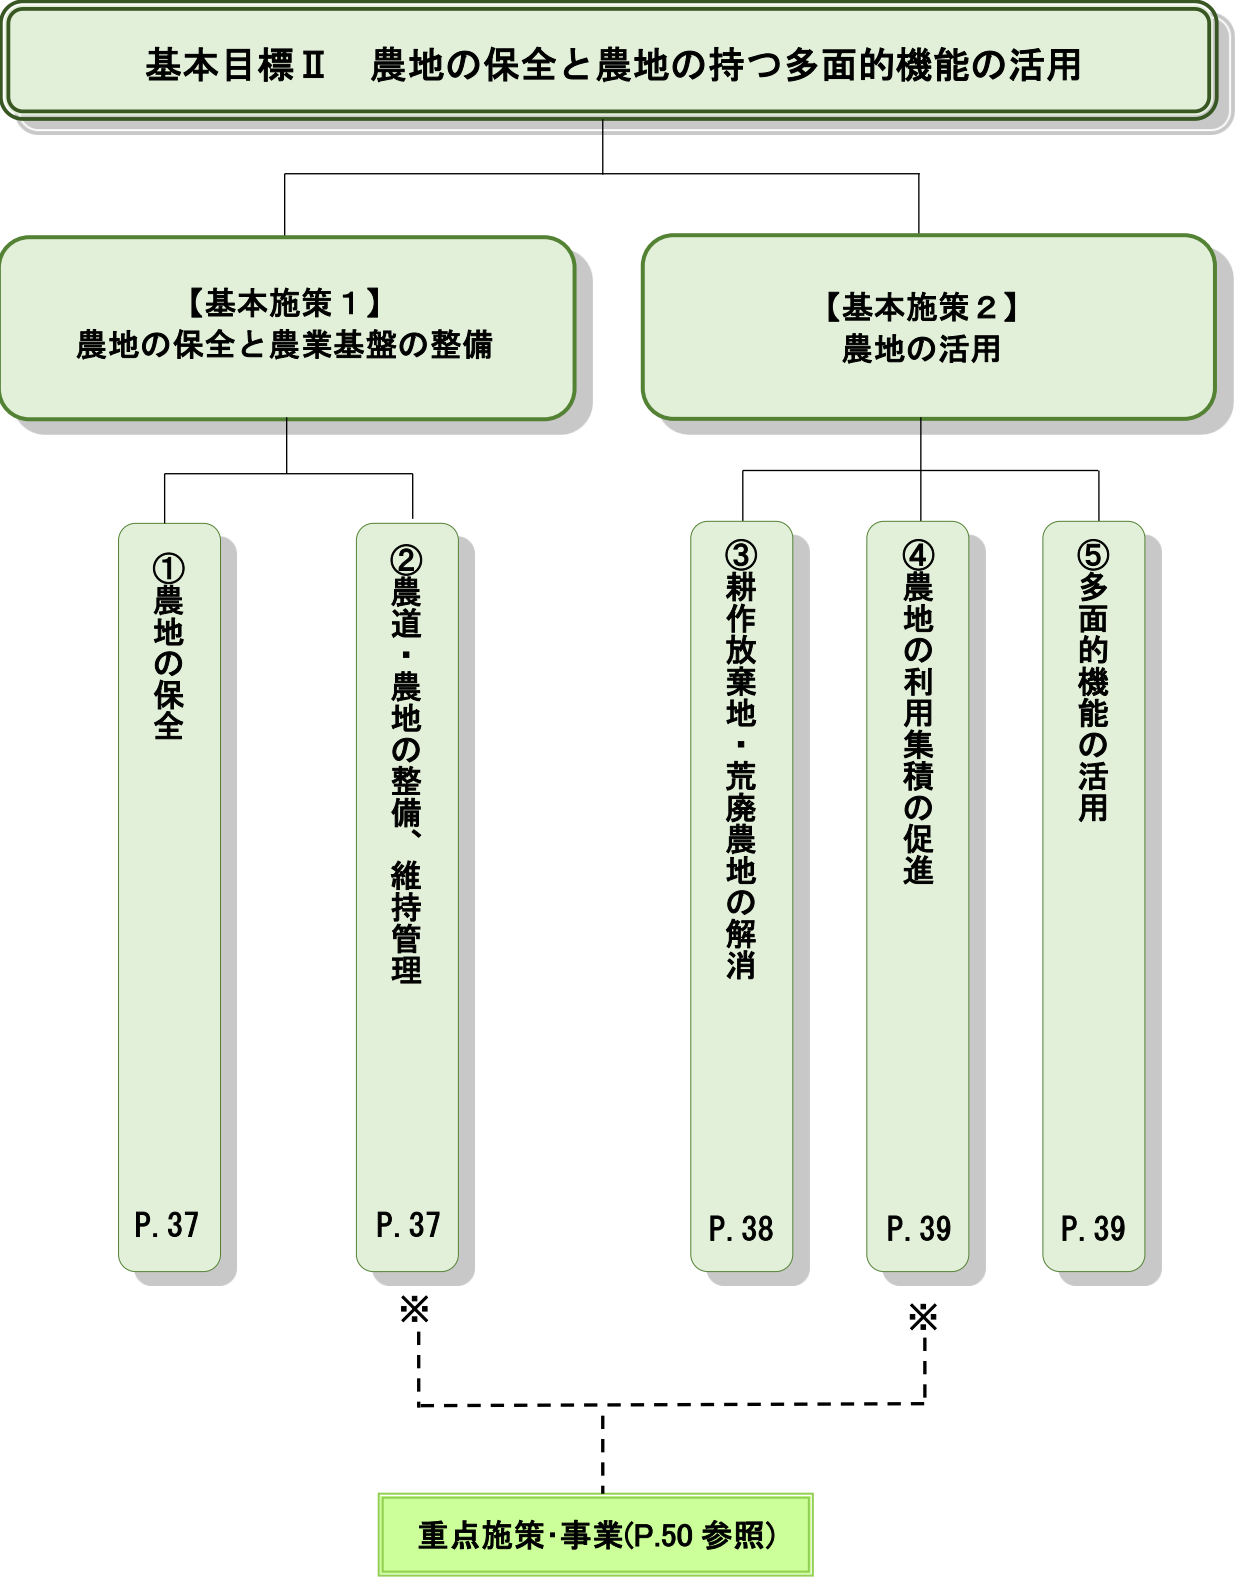 基本目標Ⅱ　農地の保全と農地の持つ多面的機能の活用
【基本施策１】
農地の保全と農業基盤の整備
【基本施策２】
農地の活用
①農地の保全
P.37
②農道・農地の整備、維持管理
P.37
③耕作放棄地・荒廃農地の解消
P.38
④農地の利用集積の促進
P.39
⑤多面的機能の活用
P.39
※
※
重点施策･事業(P.50 参照)